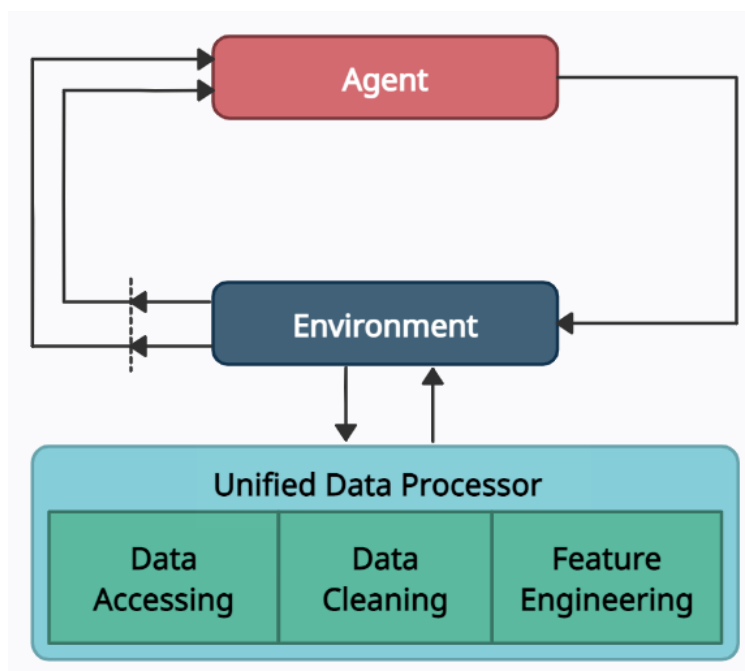 Agent
Environment
Unified Data Processor
Data
Accessing
Data
Cleaning
Feature
Engineering